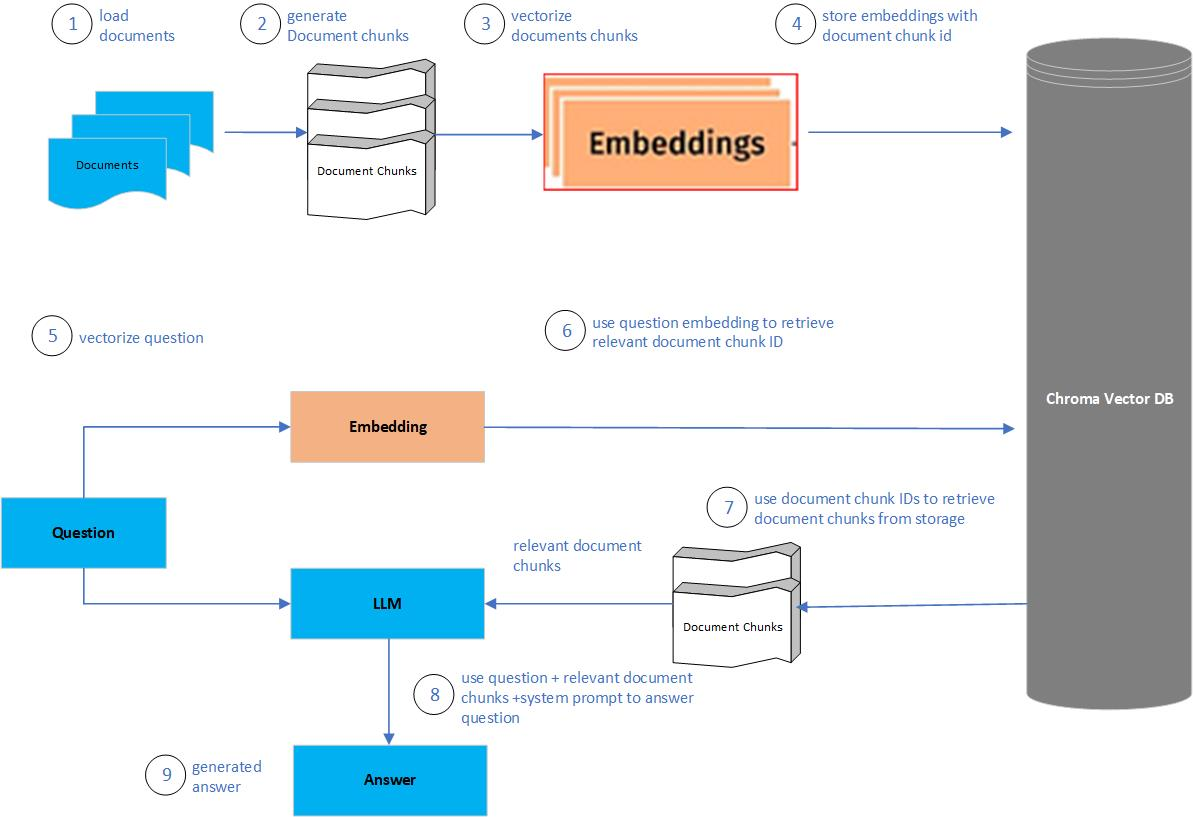 1
load
documents
2
generate
Document chunks
3
vectorize
documents chunks
4
store embeddings with
document chunk id
Documents
Document Chunks
Embeddings
5
vectorize question
6
use question embedding to retrieve
relevant document chunk ID
Chroma Vector DB
Embedding
Question
7
use document chunk IDs to retrieve
document chunks from storage
relevant document
chunks
LLM
Document Chunks
8
use question + relevant document
chunks +system prompt to answer
question
9
generated
answer
Answer